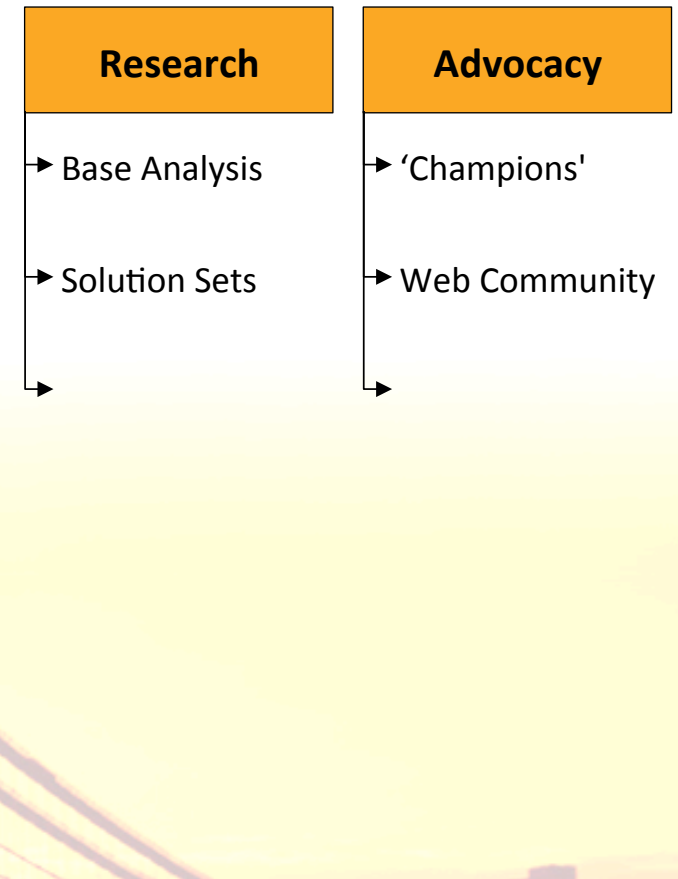 Research
Base Analysis
Solution Sets
Advocacy
‘Champions'
Web Community